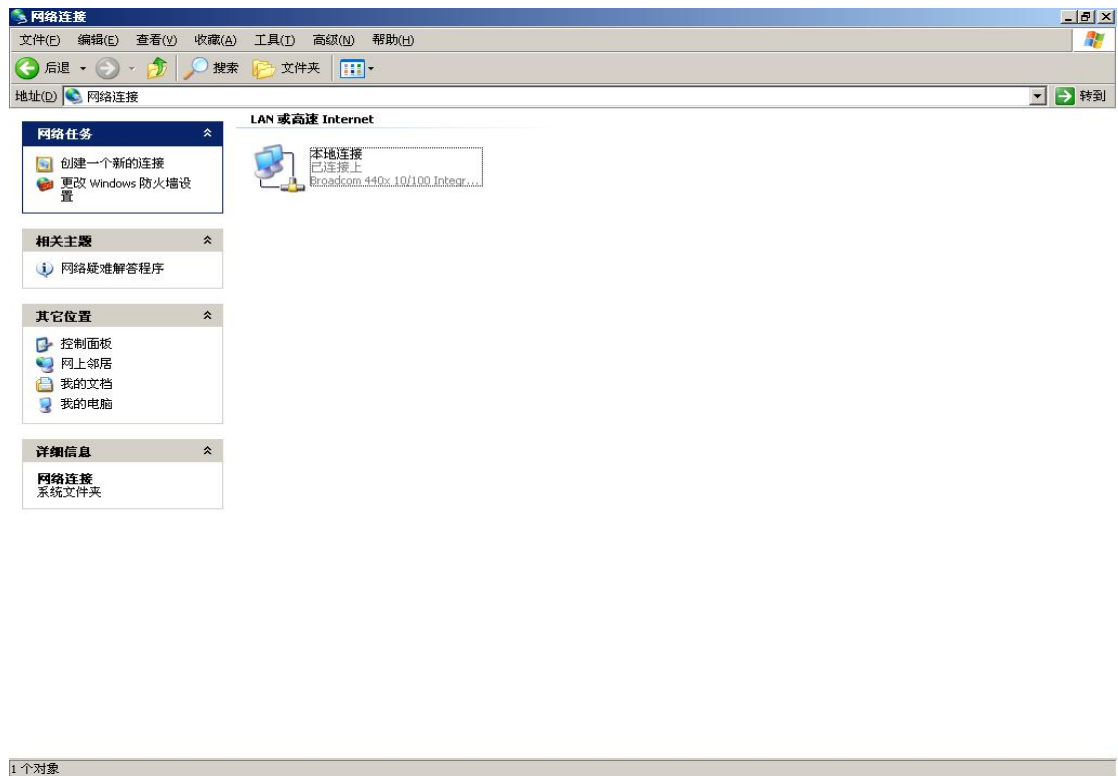 网络连接
文件(F) 编辑(E) 查看(V) 收藏(A) 工具(T) 高级(N) 帮助(H)
后退 搜索 文件夹
地址(D) 网络连接 转到
网络任务
创建一个新的连接
更改 Windows 防火墙设
置
相关主题
网络疑难解答程序
其它位置
控制面板
网上邻居
我的文档
我的电脑
详细信息
网络连接
系统文件夹
LAN 或高速 Internet
本地连接
已连接上
Broadcom 440x 10/100 Integr...
1 个对象